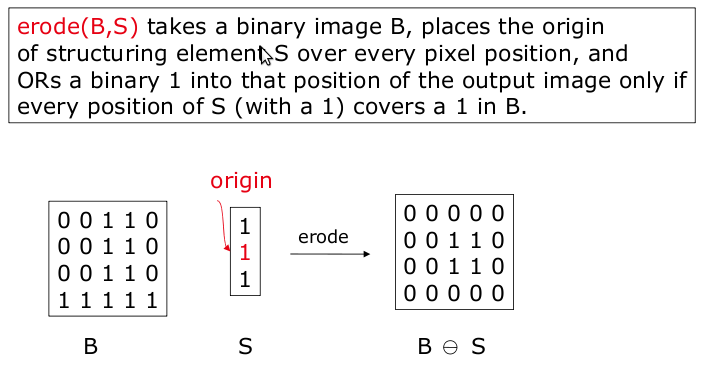 erode(B,S) takes a binary image B, places the origin
of structuring element S over every pixel position, and
ORs a binary 1 into that position of the output image only if
every position of S (with a 1) covers a 1 in B.
origin
0 0 1 1 0
0 0 1 1 0
0 0 1 1 0
1 1 1 1 1
1
1
1
erode
0 0 0 0 0
0 0 1 1 0
0 0 1 1 0
0 0 0 0 0
B
S
B ⊖ S